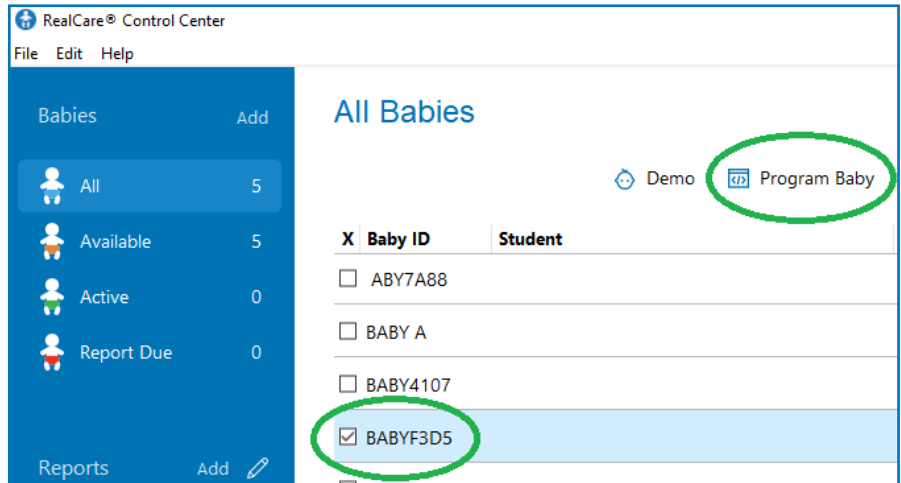 RealCare® Control Center
File Edit Help
Babies Add
All 5
Available 5
Active 0
Report Due 0
Reports Add
All Babies
Demo Program Baby
X Baby ID Student
ABY7A88
BABY A
BABY4107
BABYF3D5